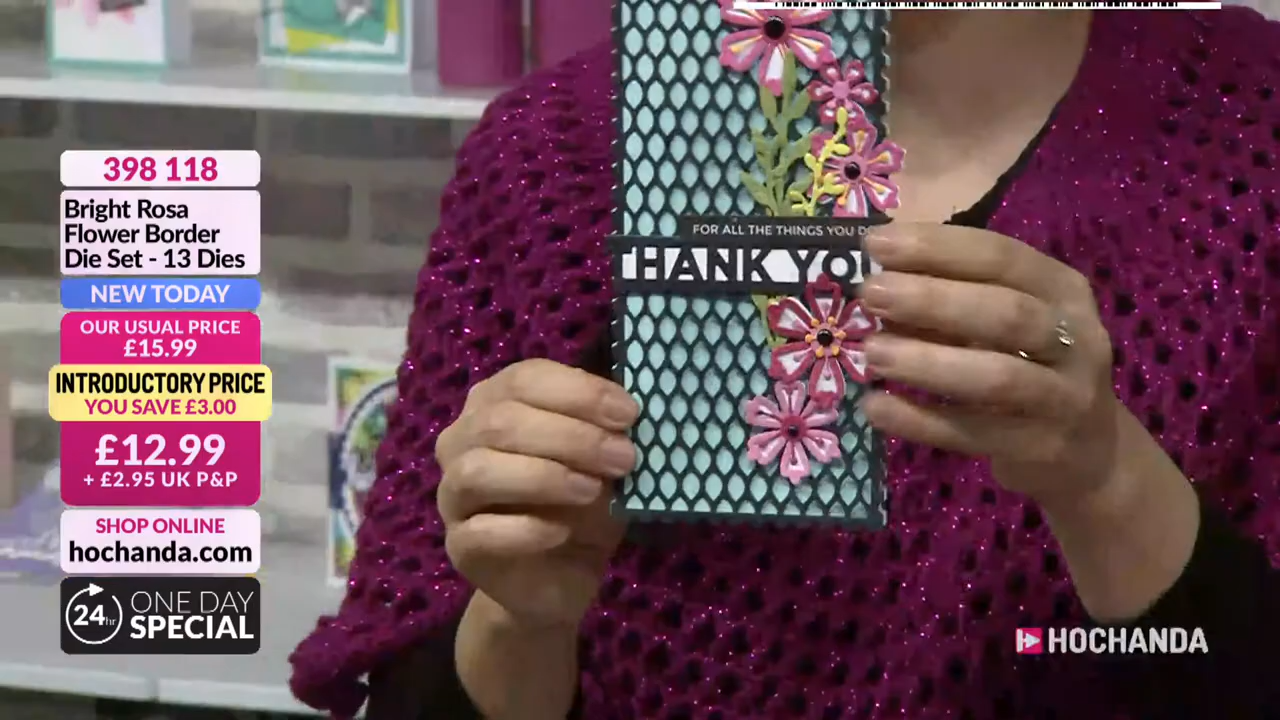 398 118
Bright Rosa
Flower Border
Die Set - 13 Dies
NEW TODAY
OUR USUAL PRICE
£15.99
INTRODUCTORY PRICE
YOU SAVE £3.00
£12.99
+ £2.95 UK P&P
SHOP ONLINE
hochanda.com
24hr
ONE DAY
SPECIAL
FOR ALL THE THINGS YOU
THANK YOU
HOCHANDA